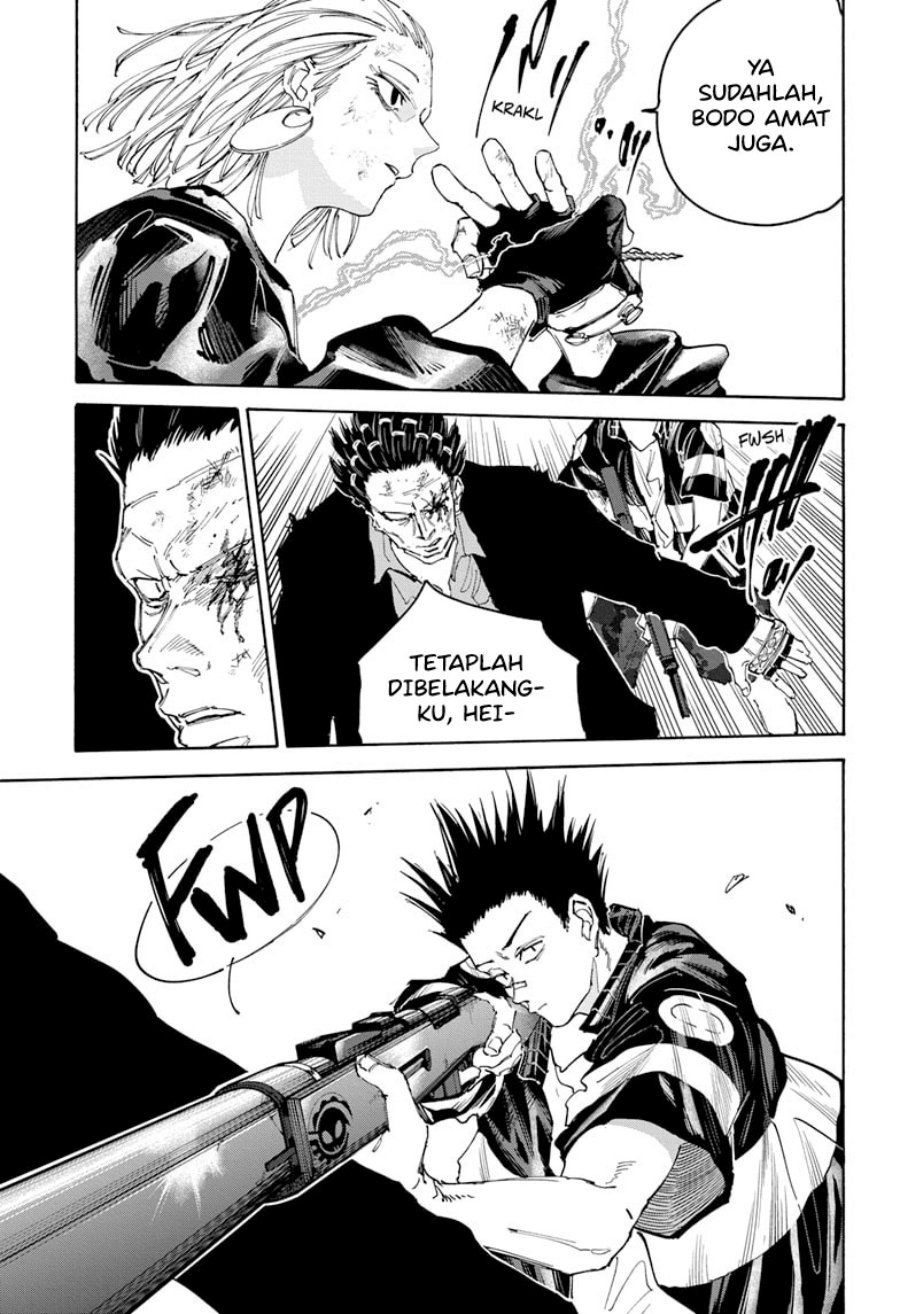 YA
SUDAHLAH,
BODO AMAT
JUGA.
KRAKL
FWSH
TETAPLAH
DIBELAKANG-
KU, HEI-
FWP